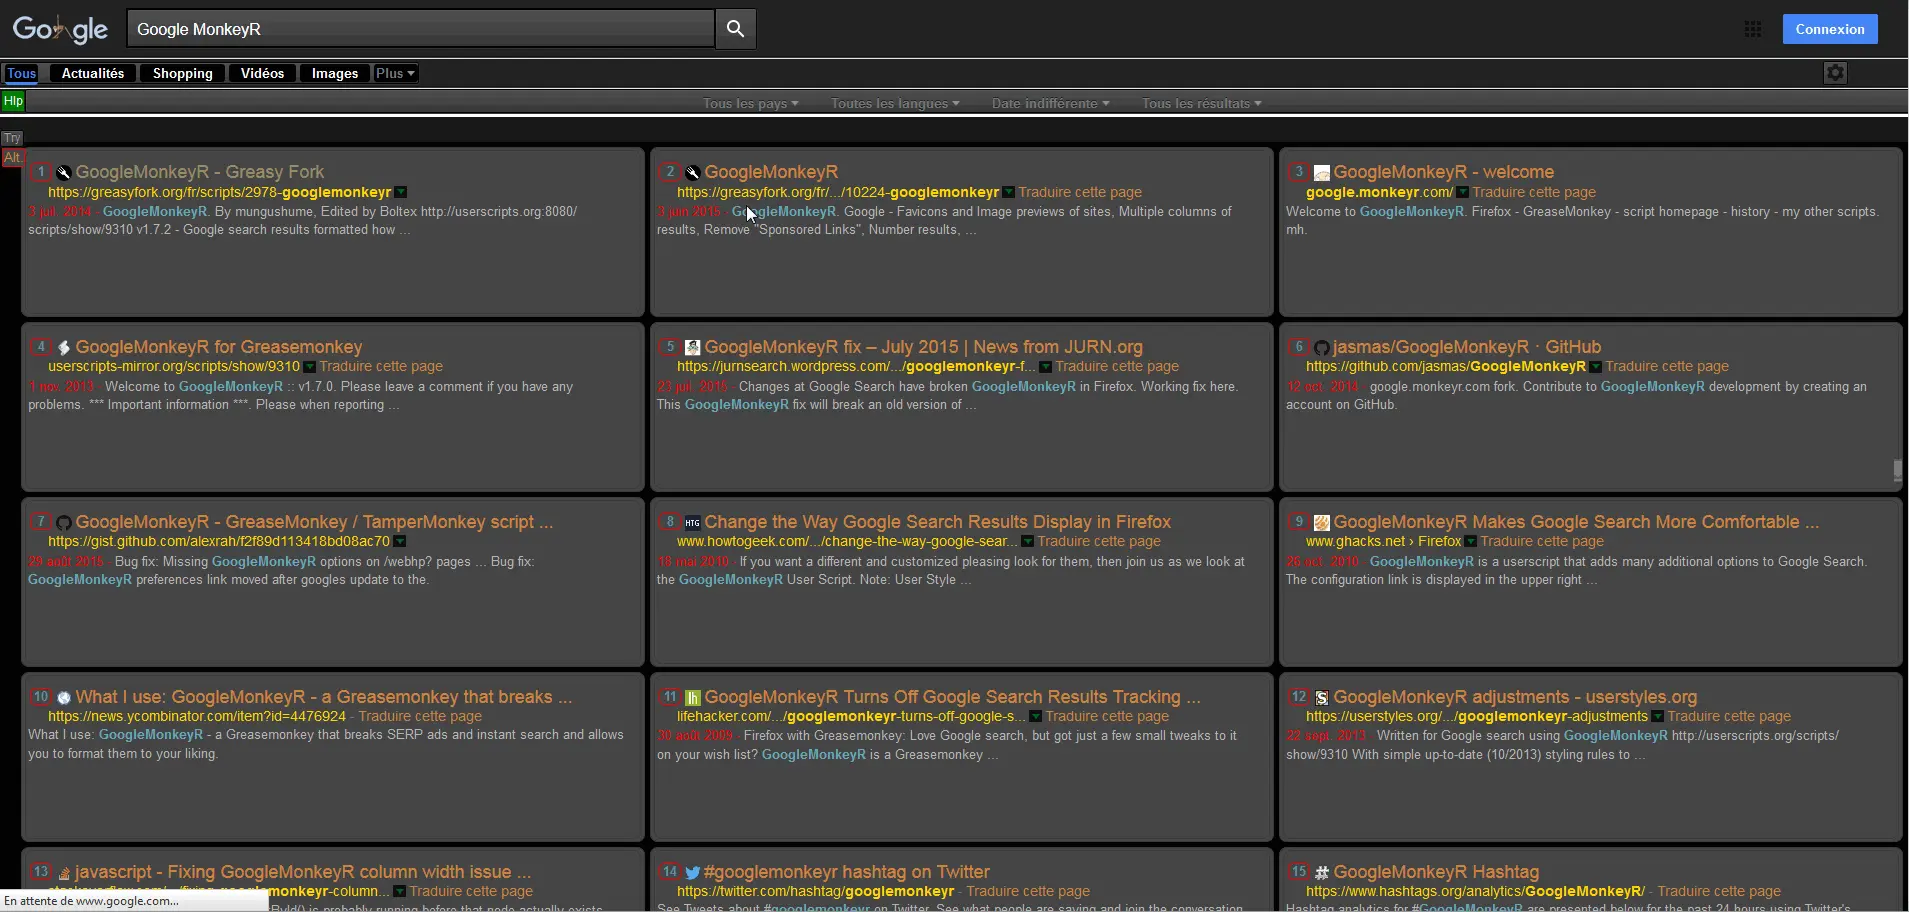 Google
Google MonkeyR
Connexion
Tous Actualités Shopping Vidéos Images Plus
Hlp
Tous les pays Toutes les langues Date indifférente Tous les résultats
Try
Alt.
1 GoogleMonkeyR - Greasy Fork
https://greasyfork.org/fr/scripts/2978-googlemonkeyr
3 juil. 2014 - GoogleMonkeyR. By mungushume, Edited by Boltex http://userscripts.org:8080/
scripts/show/9310 v1.7.2 - Google search results formatted how ...
2 GoogleMonkeyR
https://greasyfork.org/fr/.../10224-googlemonkeyr Traduire cette page
3 juin 2015 - GoogleMonkeyR. Google - Favicons and Image previews of sites, Multiple columns of
results, Remove "Sponsored Links", Number results, ...
3 GoogleMonkeyR - welcome
google.monkeyr.com/ Traduire cette page
Welcome to GoogleMonkeyR. Firefox - GreaseMonkey - script homepage - history - my other scripts.
mh.
4 GoogleMonkeyR for Greasemonkey
userscripts-mirror.org/scripts/show/9310 Traduire cette page
1 nov. 2013 - Welcome to GoogleMonkeyR :: v1.7.0. Please leave a comment if you have any
problems. *** Important information ***. Please when reporting ...
5 GoogleMonkeyR fix – July 2015 | News from JURN.org
https://jurnsearch.wordpress.com/.../googlemonkeyr-f... Traduire cette page
23 juil. 2015 - Changes at Google Search have broken GoogleMonkeyR in Firefox. Working fix here.
This GoogleMonkeyR fix will break an old version of ...
6 jasmas/GoogleMonkeyR · GitHub
https://github.com/jasmas/GoogleMonkeyR Traduire cette page
12 oct. 2014 - google.monkeyr.com fork. Contribute to GoogleMonkeyR development by creating an
account on GitHub.
7 GoogleMonkeyR - GreaseMonkey / TamperMonkey script ...
https://gist.github.com/alexrah/f2f89d113418bd08ac70
29 août 2015 - Bug fix: Missing GoogleMonkeyR options on /webhp? pages ... Bug fix:
GoogleMonkeyR preferences link moved after googles update to the.
8 HTG Change the Way Google Search Results Display in Firefox
www.howtogeek.com/.../change-the-way-google-sear... Traduire cette page
18 mai 2010 - If you want a different and customized pleasing look for them, then join us as we look at
the GoogleMonkeyR User Script. Note: User Style ...
9 GoogleMonkeyR Makes Google Search More Comfortable ...
www.ghacks.net › Firefox Traduire cette page
26 oct. 2010 - GoogleMonkeyR is a userscript that adds many additional options to Google Search.
The configuration link is displayed in the upper right ...
10 What I use: GoogleMonkeyR - a Greasemonkey that breaks ...
https://news.ycombinator.com/item?id=4476924 - Traduire cette page
What I use: GoogleMonkeyR - a Greasemonkey that breaks SERP ads and instant search and allows
you to format them to your liking.
11 lh GoogleMonkeyR Turns Off Google Search Results Tracking ...
lifehacker.com/.../googlemonkeyr-turns-off-google-s... Traduire cette page
30 août 2009 - Firefox with Greasemonkey: Love Google search, but got just a few small tweaks to it
on your wish list? GoogleMonkeyR is a Greasemonkey ...
12 S GoogleMonkeyR adjustments - userstyles.org
https://userstyles.org/.../googlemonkeyr-adjustments Traduire cette page
22 sept. 2013 - Written for Google search using GoogleMonkeyR http://userscripts.org/scripts/
show/9310 With simple up-to-date (10/2013) styling rules to ...
13 javascript - Fixing GoogleMonkeyR column width issue ...
stackoverflow.com/.../fixing-googlemonkeyr-column... Traduire cette page
ById() is probably running before that node actually exists
14 #googlemonkeyr hashtag on Twitter
https://twitter.com/hashtag/googlemonkeyr - Traduire cette page
See Tweets about #googlemonkeyr on Twitter. See what people are saying and join the conversation.
15 # GoogleMonkeyR Hashtag
https://www.hashtags.org/analytics/GoogleMonkeyR/ - Traduire cette page
Hashtag analytics for #GoogleMonkeyR are presented below for the past 24 hours using Twitter's
En attente de www.google.com...